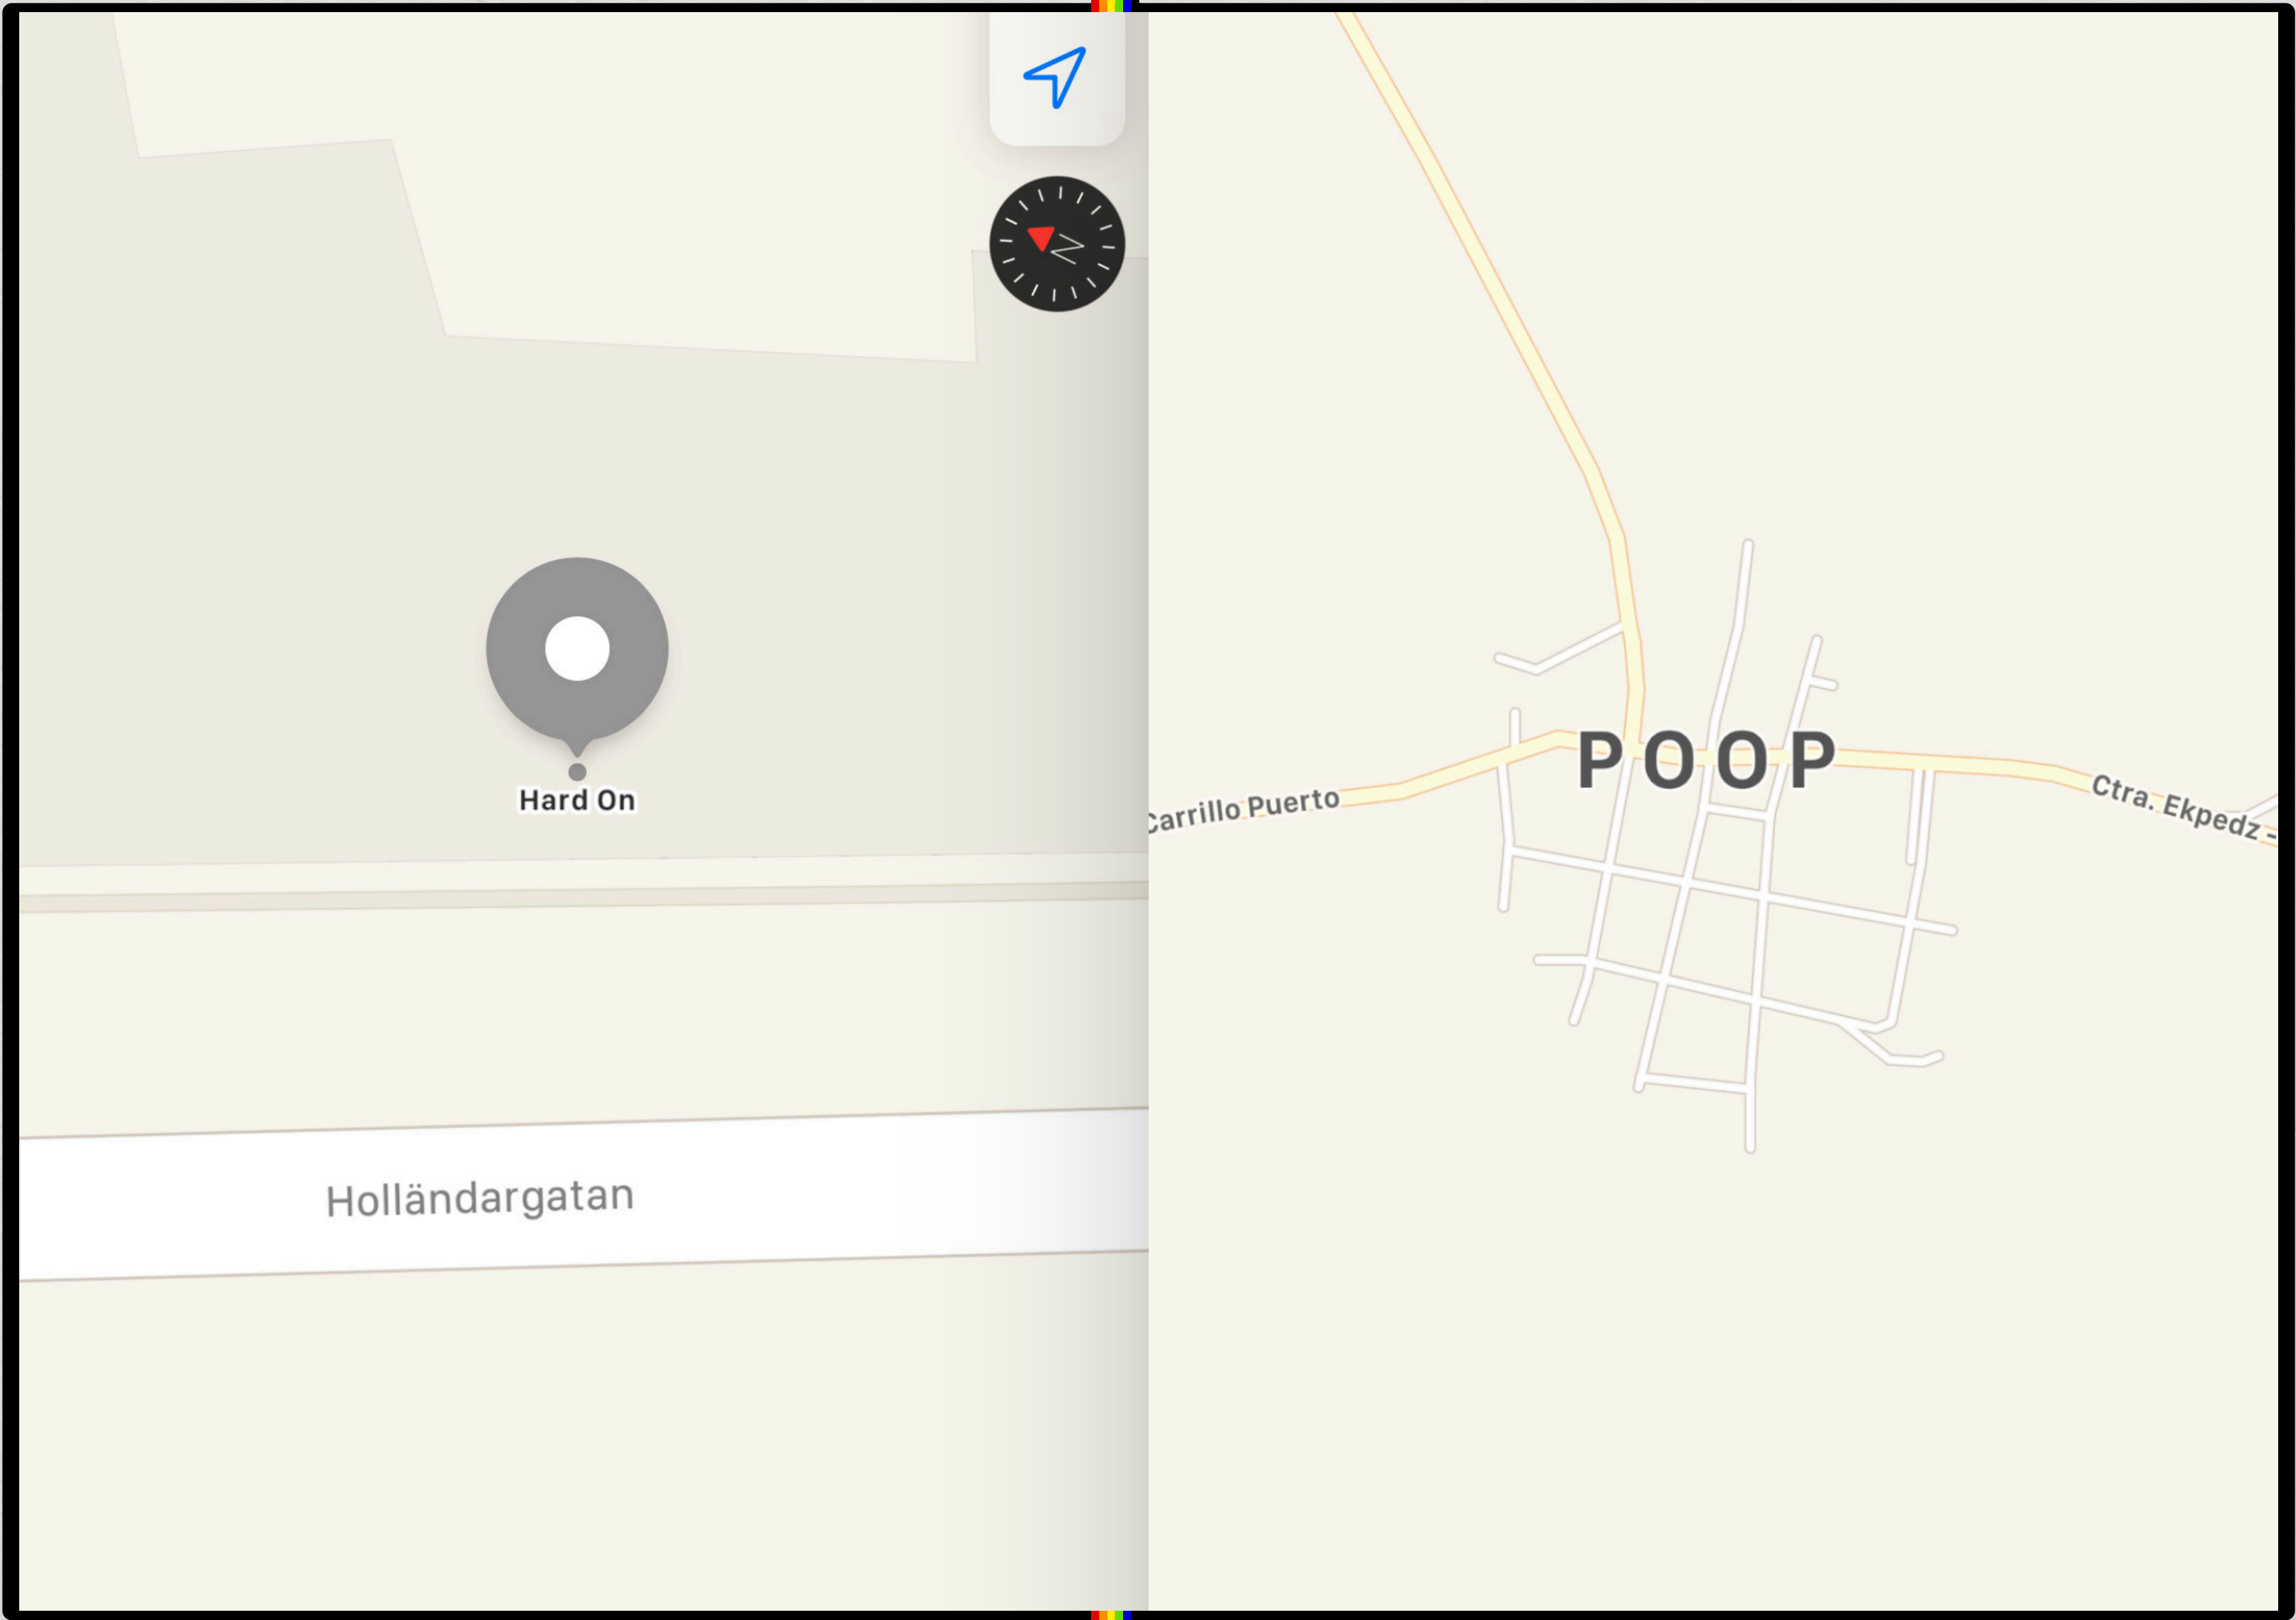 N
Hard On
Holländargatan
POOP
Carrillo Puerto
Ctra. Ekpedz -